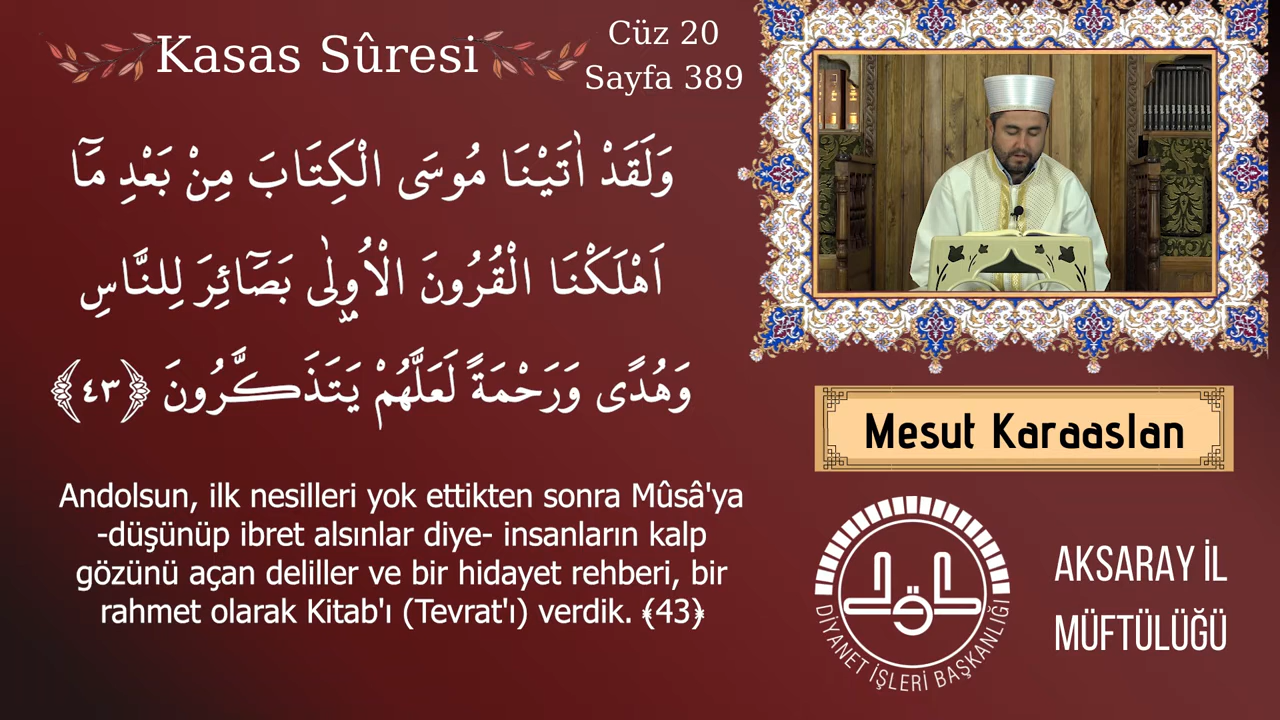 Kasas Sûresi
Cüz 20
Sayfa 389
وَلَقَدْ اٰتَيْنَا مُوسَى الْكِتَابَ مِنْ بَعْدِ مَٓا
اَهْلَكْنَا الْقُرُونَ الْاُو۫لٰى بَصَٓائِرَ لِلنَّاسِ
وَهُدًى وَرَحْمَةً لَعَلَّهُمْ يَتَذَكَّرُونَ ﴿٤٣﴾
Andolsun, ilk nesilleri yok ettikten sonra Mûsâ'ya
-düşünüp ibret alsınlar diye- insanların kalp
gözünü açan deliller ve bir hidayet rehberi, bir
rahmet olarak Kitab'ı (Tevrat'ı) verdik. ﴾43﴿
Mesut Karaaslan
DİYANET İŞLERİ BAŞKANLIĞI
AKSARAY İL
MÜFTÜLÜĞÜ